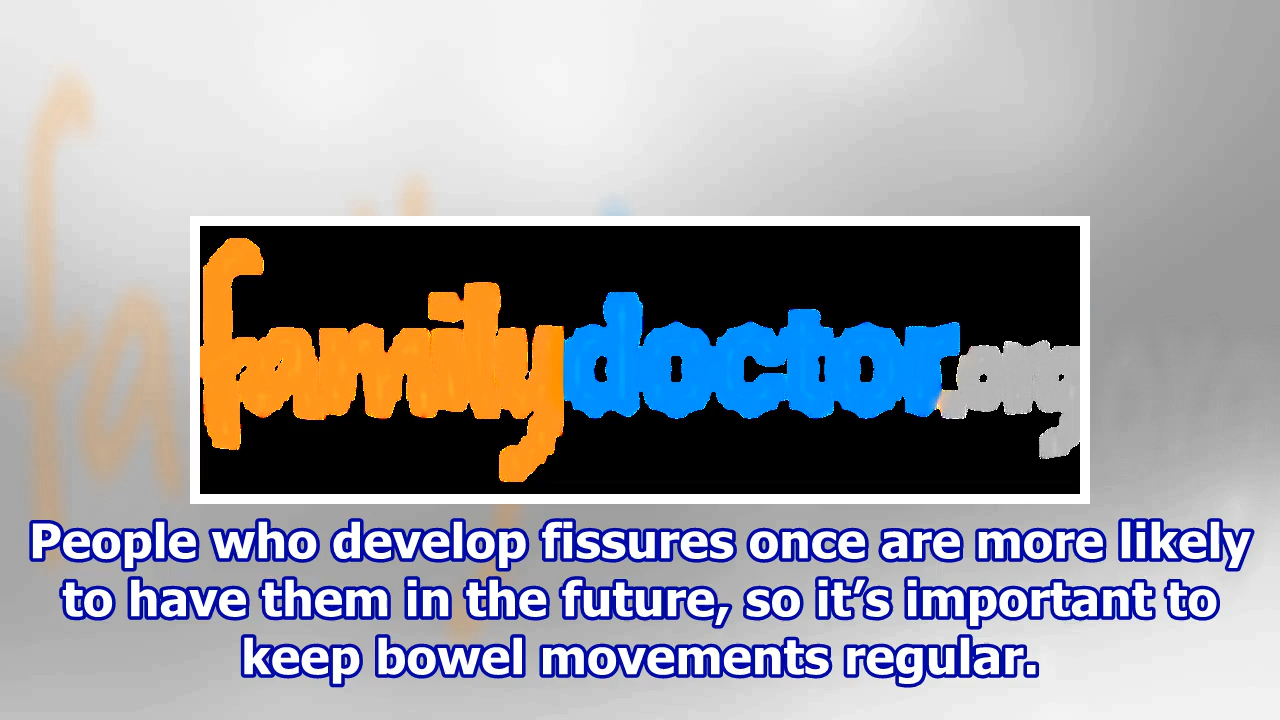 familydoctor.org
People who develop fissures once are more likely
to have them in the future, so it’s important to
keep bowel movements regular.